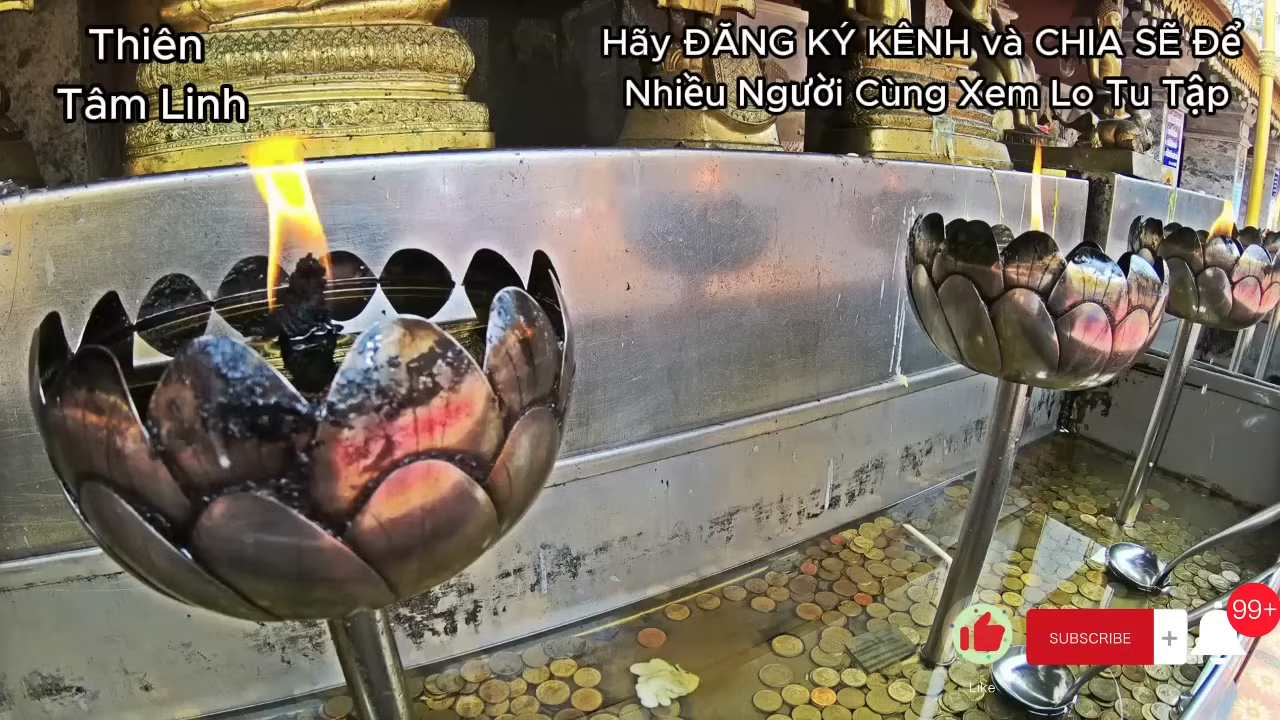 Thiên
Tâm Linh
Hãy ĐĂNG KÝ KÊNH và CHIA SẼ Để
Nhiều Người Cùng Xem Lo Tu Tập
99+
SUBSCRIBE
Like